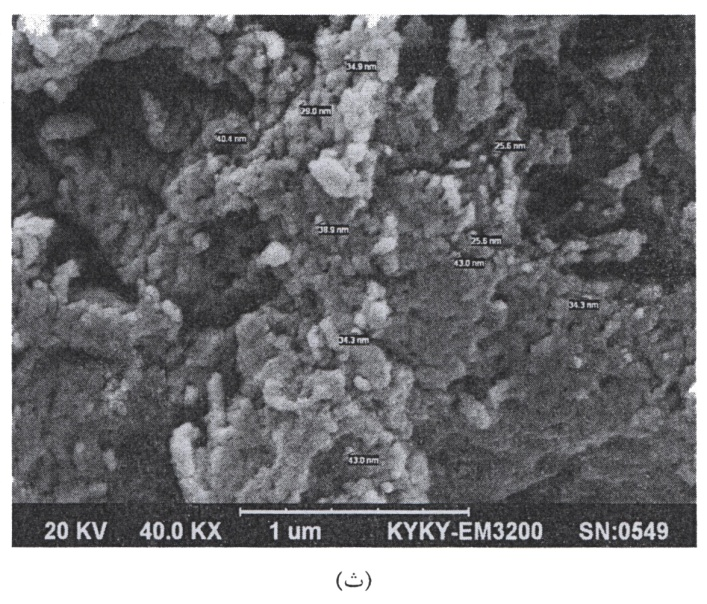 34.9 nm
29.0 nm
40.4 nm
25.6 nm
38.9 nm
25.6 nm
43.0 nm
34.3 nm
34.3 nm
43.0 nm
20 KV 40.0 KX 1 um KYKY-EM3200 SN:0549
(ث)